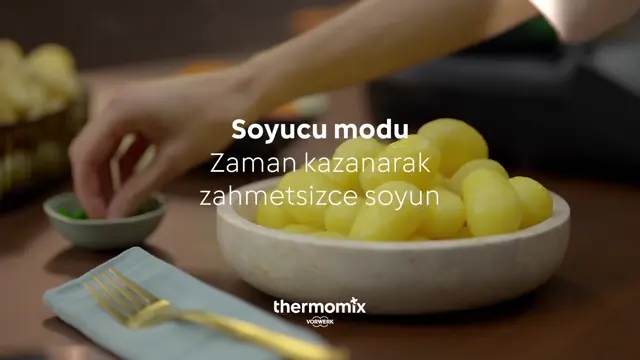 Soyucu modu
Zaman kazanarak
zahmetsizce soyun
thermomix
VORWERK